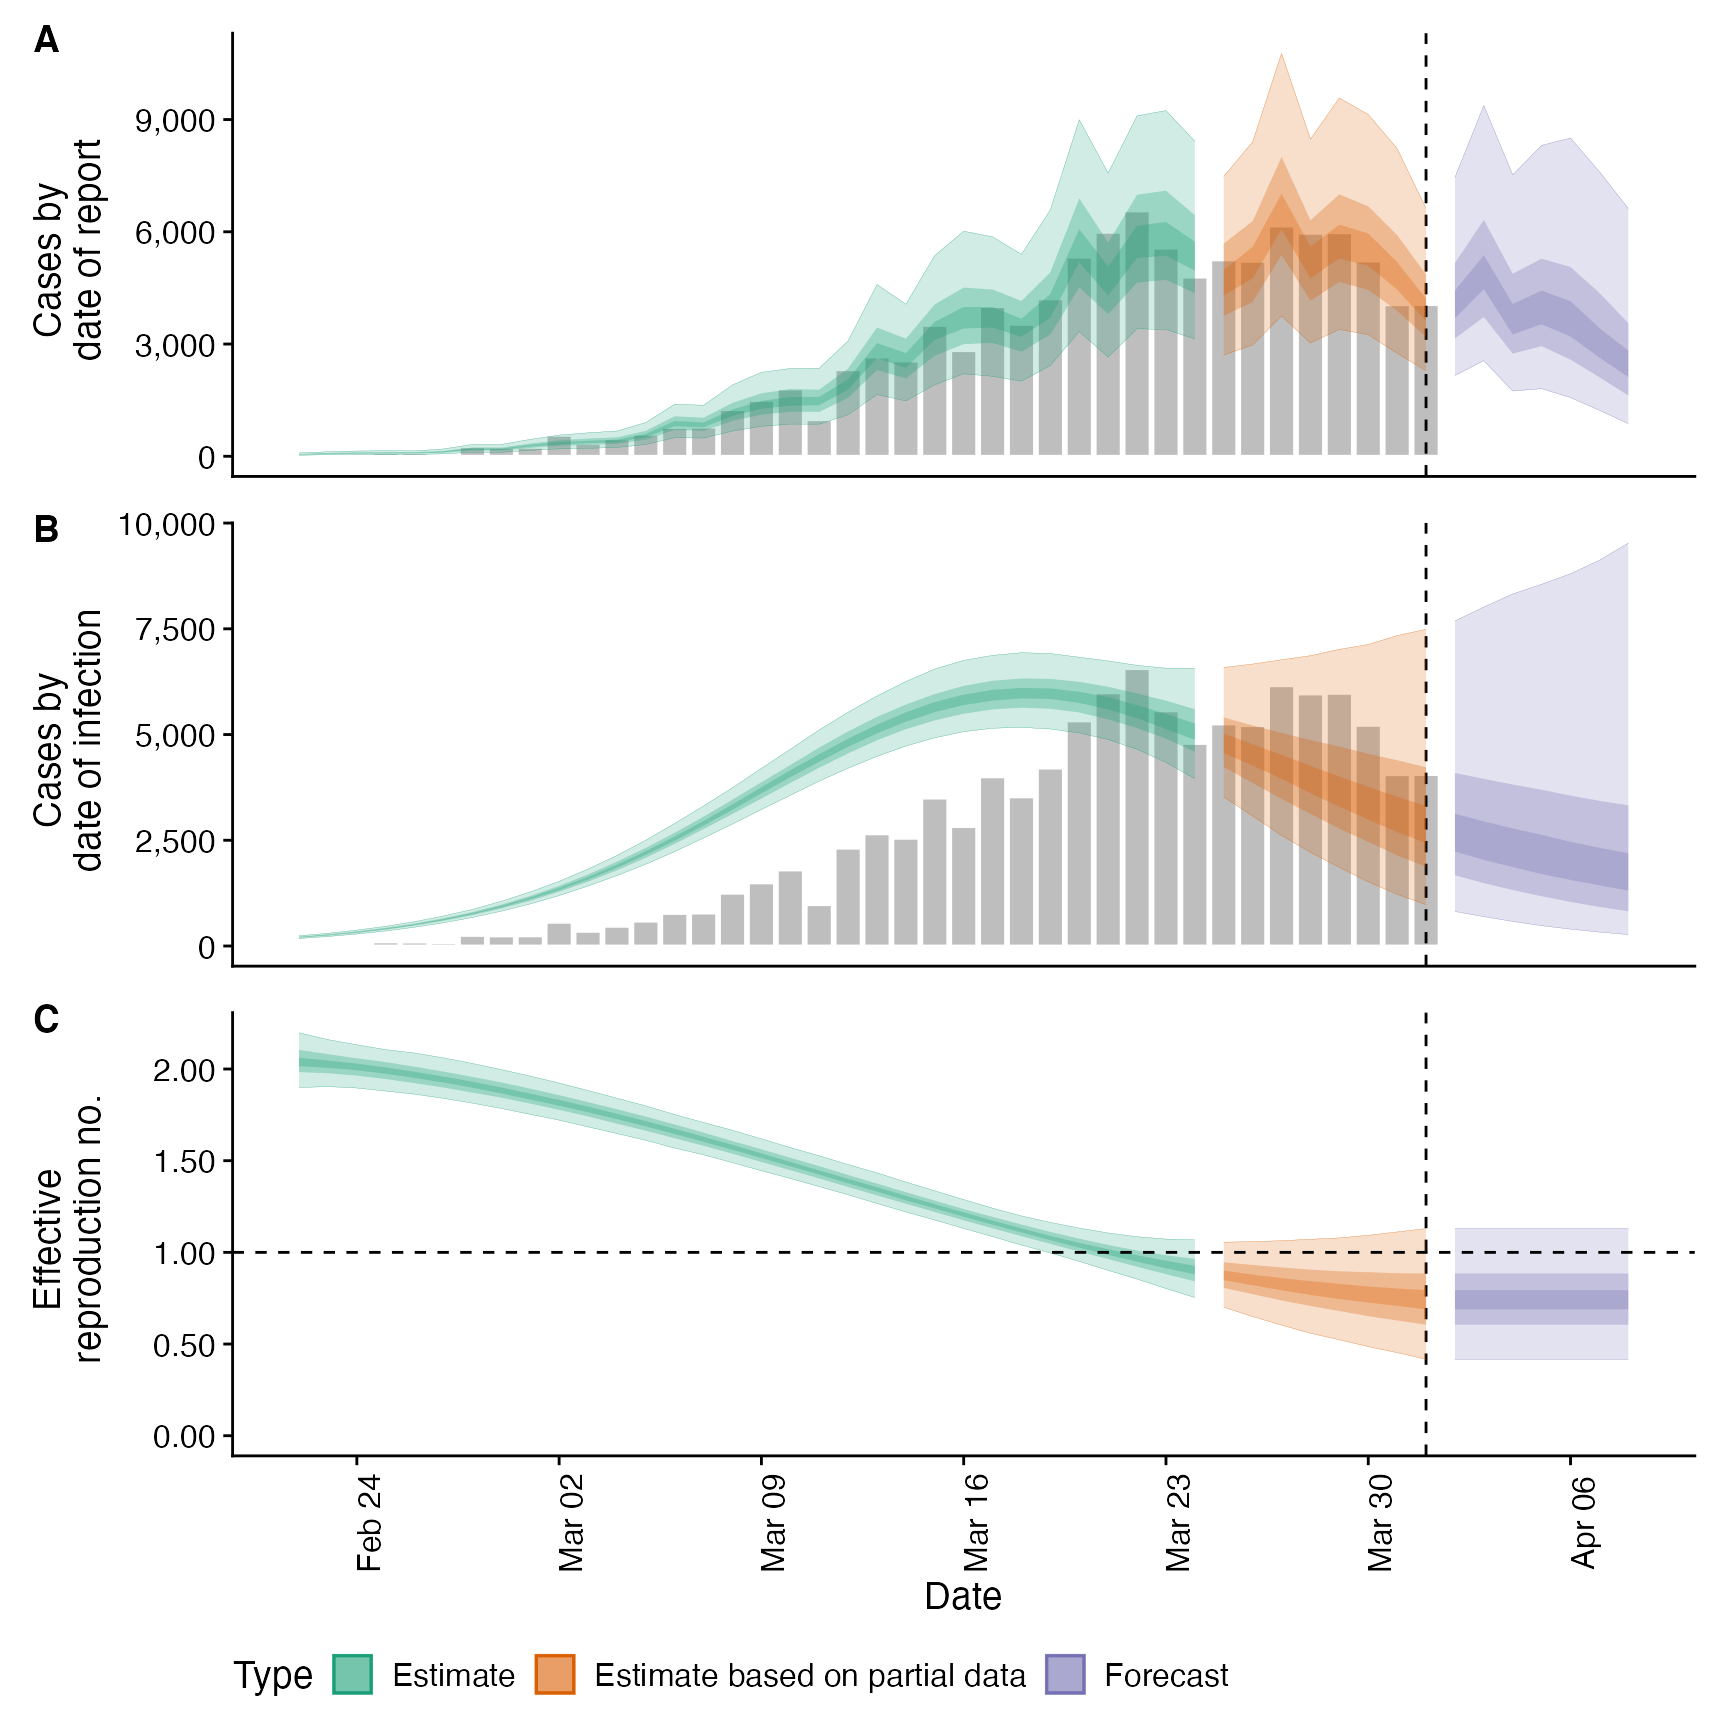 A
Cases by
date of report
9,000
6,000
3,000
0
B
Cases by
date of infection
10,000
7,500
5,000
2,500
0
C
Effective
reproduction no.
2.00
1.50
1.00
0.50
0.00
Feb 24
Mar 02
Mar 09
Mar 16
Mar 23
Mar 30
Apr 06
Date
Type Estimate Estimate based on partial data Forecast